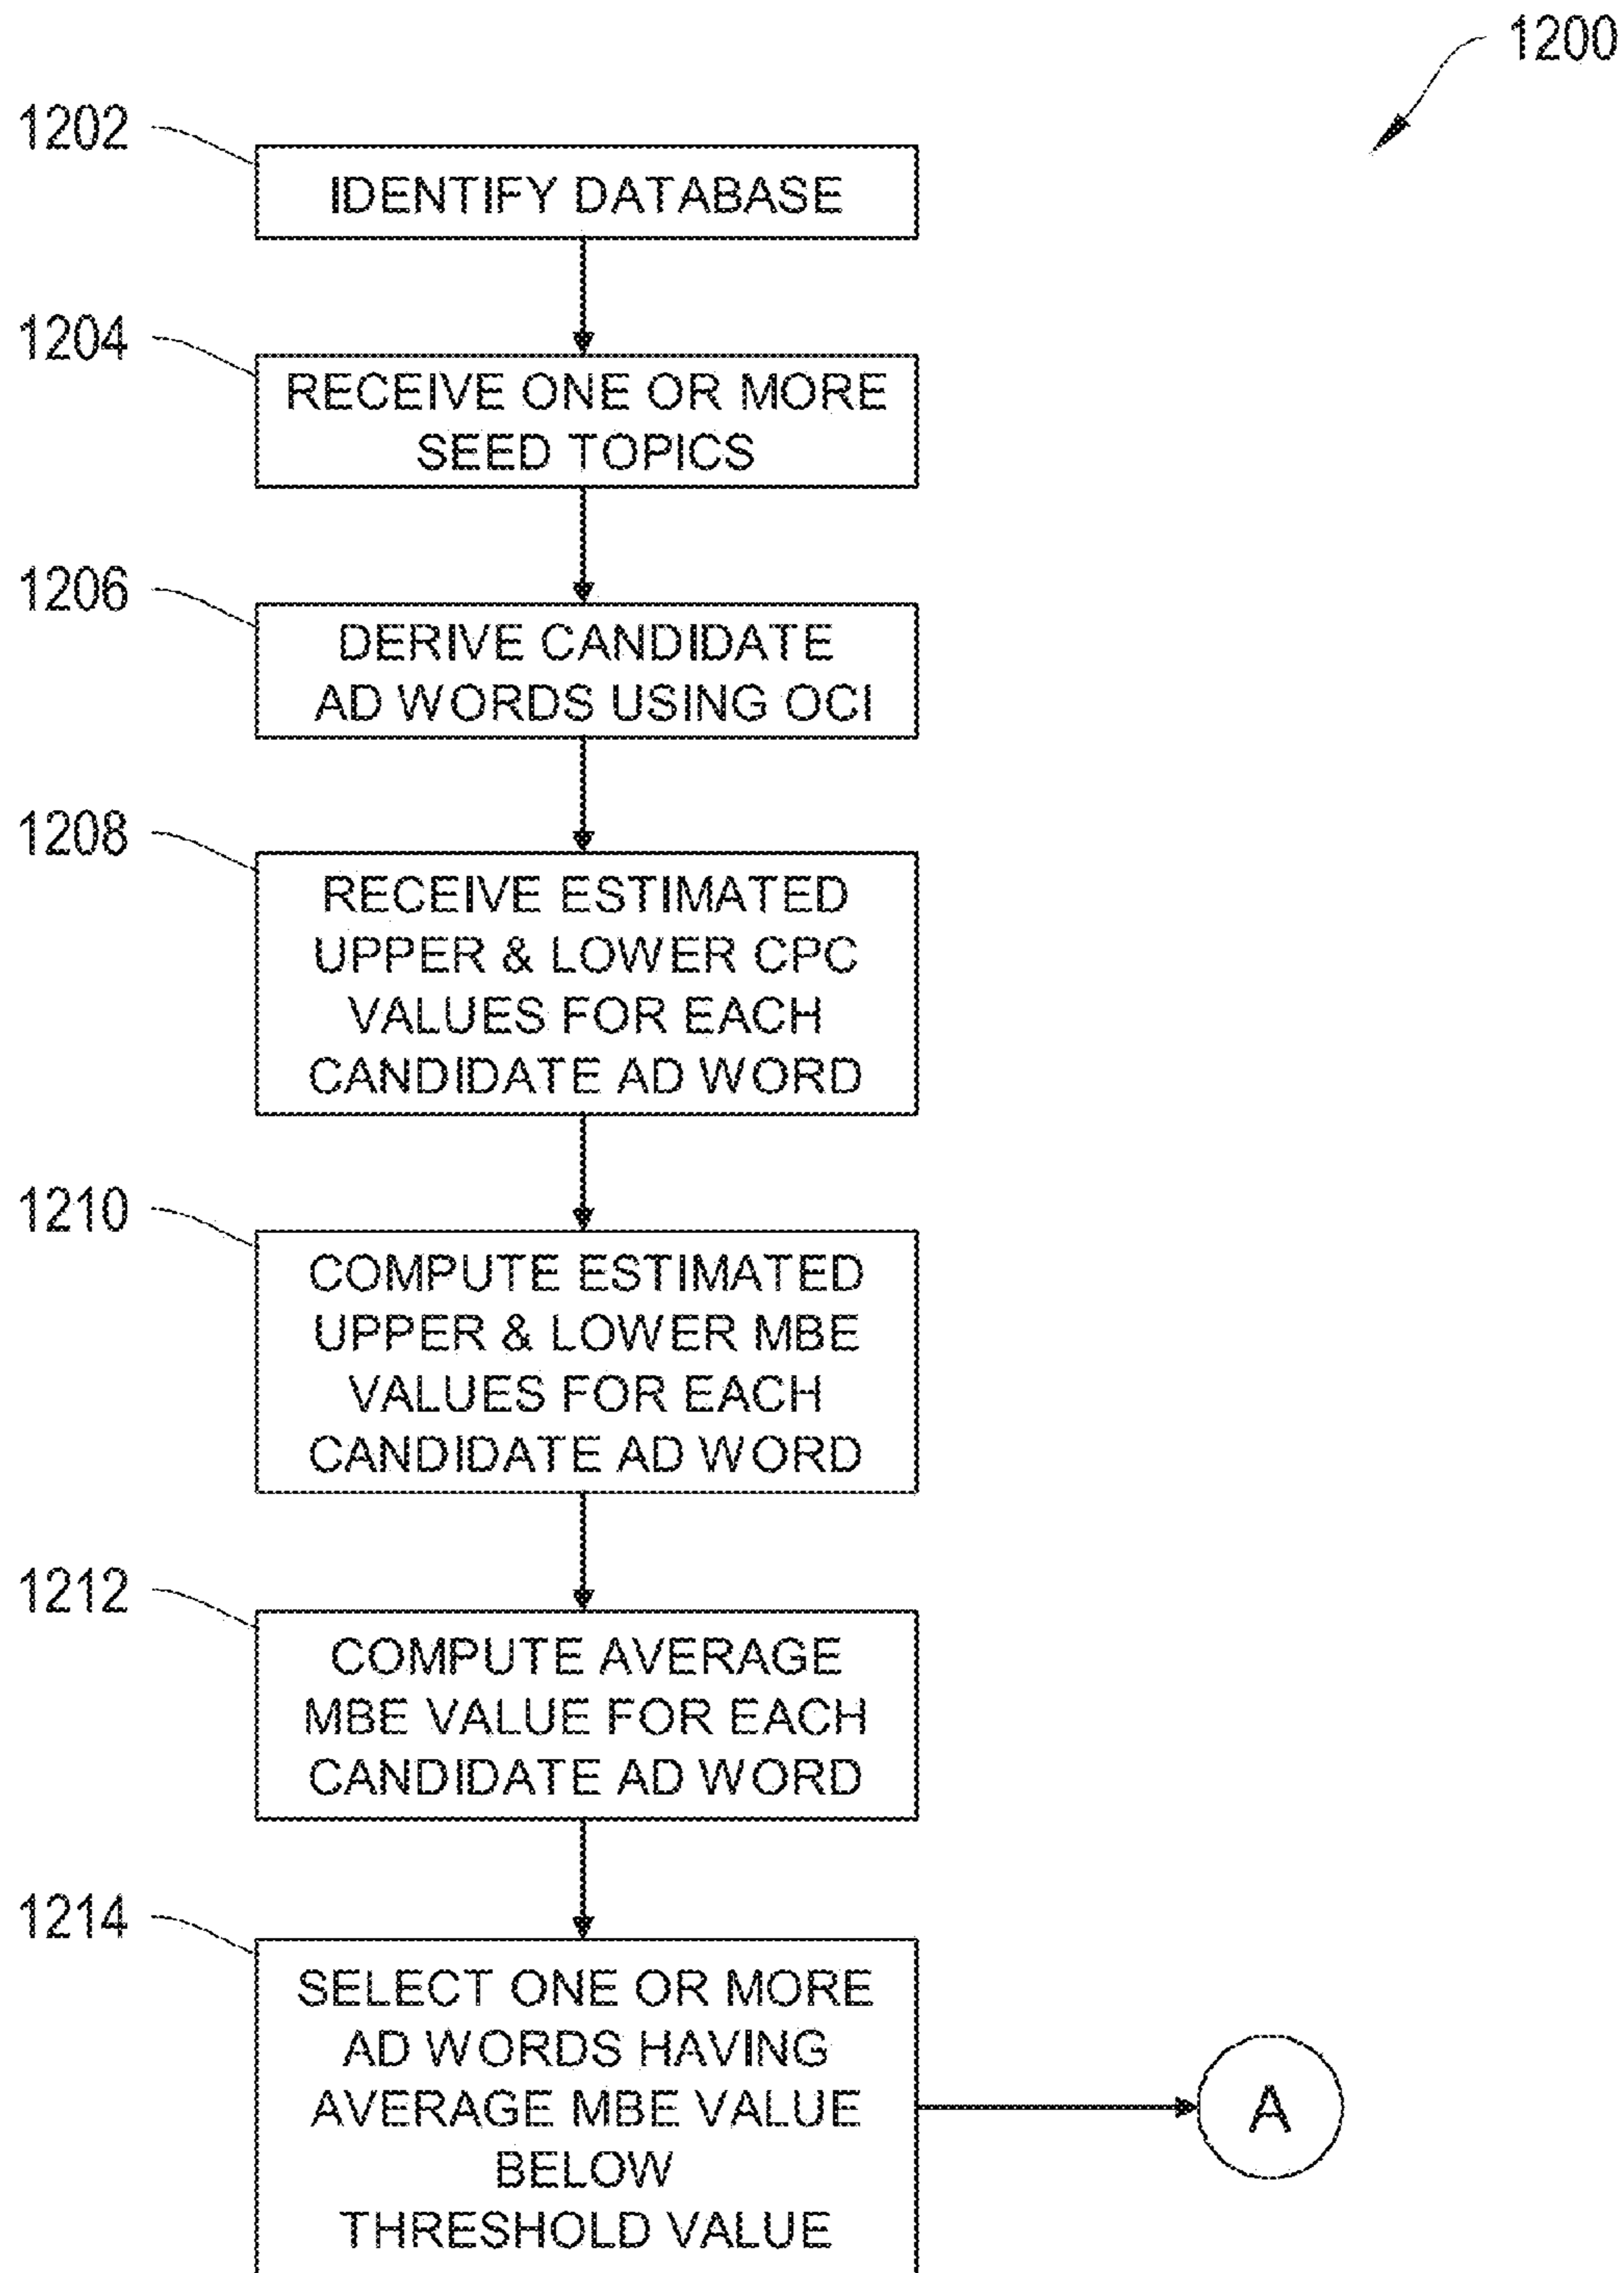 1200
1202
IDENTIFY DATABASE
1204
RECEIVE ONE OR MORE
SEED TOPICS
1206
DERIVE CANDIDATE
AD WORDS USING OCI
1208
RECEIVE ESTIMATED
UPPER & LOWER CPC
VALUES FOR EACH
CANDIDATE AD WORD
1210
COMPUTE ESTIMATED
UPPER & LOWER MBE
VALUES FOR EACH
CANDIDATE AD WORD
1212
COMPUTE AVERAGE
MBE VALUE FOR EACH
CANDIDATE AD WORD
1214
SELECT ONE OR MORE
AD WORDS HAVING
AVERAGE MBE VALUE
BELOW
THRESHOLD VALUE
A